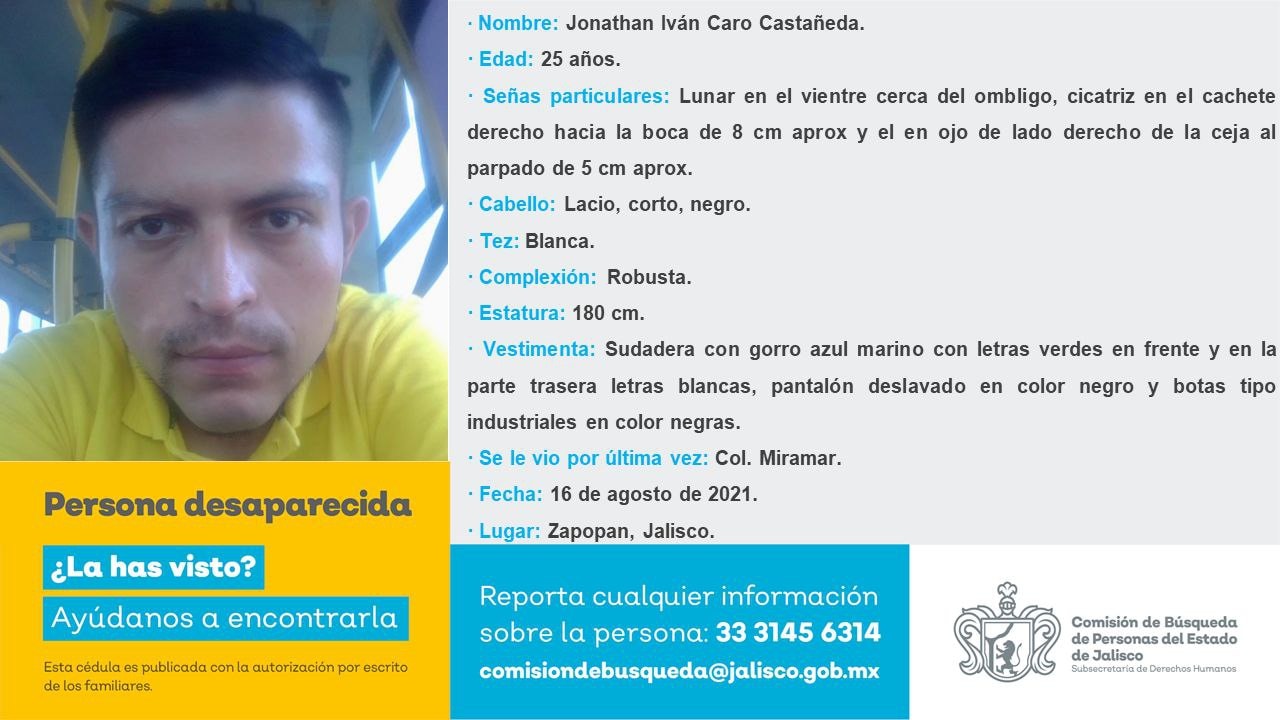 · Nombre: Jonathan Iván Caro Castañeda.
· Edad: 25 años.
· Señas particulares: Lunar en el vientre cerca del ombligo, cicatriz en el cachete
derecho hacia la boca de 8 cm aprox y el en ojo de lado derecho de la ceja al
parpado de 5 cm aprox.
· Cabello: Lacio, corto, negro.
· Tez: Blanca.
· Complexión: Robusta.
· Estatura: 180 cm.
· Vestimenta: Sudadera con gorro azul marino con letras verdes en frente y en la
parte trasera letras blancas, pantalón deslavado en color negro y botas tipo
industriales en color negras.
· Se le vio por última vez: Col. Miramar.
· Fecha: 16 de agosto de 2021.
· Lugar: Zapopan, Jalisco.
Persona desaparecida
¿La has visto?
Ayúdanos a encontrarla
Esta cédula es publicada con la autorización por escrito
de los familiares.
Reporta cualquier información
sobre la persona: 33 3145 6314
comisiondebusqueda@jalisco.gob.mx
Comisión de Búsqueda
de Personas del Estado
de Jalisco
Subsecretaría de Derechos Humanos